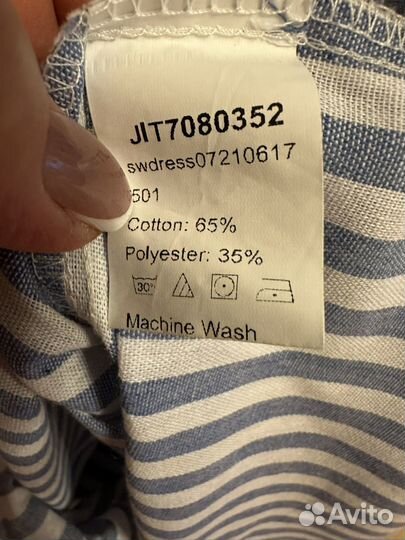 JIT7080352
swdress07210617
501
Cotton: 65%
Polyester: 35%
30°
Machine Wash
Avito